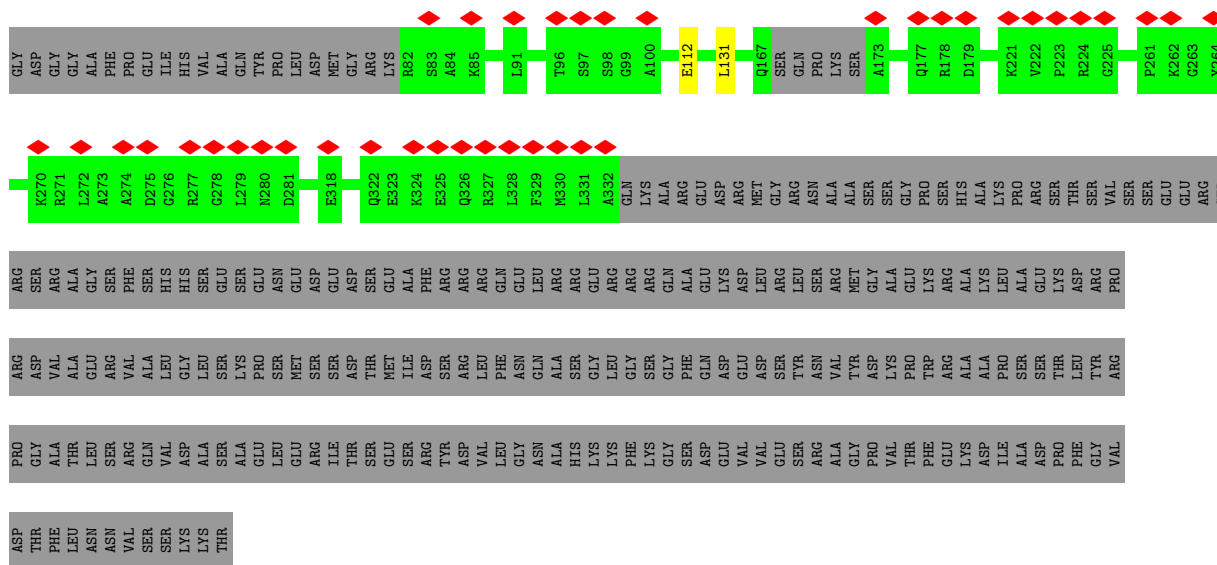 GLY ASP GLY GLY ALA PHE PRO GLU ILE HIS VAL ALA GLN TYR PRO LEU ASP MET GLY ARG LYS R82 S83 A84 K85 L91 T96 S97 S98 G99 A100 E112 L131 Q167 SER GLN PRO LYS SER A173 Q177 R178 D179 K221 V222 P223 R224 G225 P261 K262 G263
K270 R271 L272 A273 A274 D275 G276 R277 G278 L279 N280 D281 E318 Q322 E323 K324 E325 Q326 R327 L328 F329 M330 L331 A332 GLN LYS ALA ARG GLU ASP ARG MET GLY ARG ASN ALA ALA SER SER GLY PRO SER HIS ALA LYS PRO ARG SER THR SER VAL SER SER GLU GLU ARG
ARG SER ARG ALA GLY SER PHE SER HIS HIS SER GLU SER GLU ASN GLU ASP GLU ASP SER GLU ALA PHE ARG ARG ARG GLN GLU LEU ARG ARG GLU ARG ARG ARG GLN ALA GLU LYS ASP LEU ARG LEU SER ARG MET GLY ALA GLU LYS ARG ALA LYS LEU ALA GLU LYS ASP ARG PRO
ARG ASP VAL ALA GLU ARG VAL ALA LEU GLY LEU SER LYS PRO SER MET SER SER ASP THR MET ILE ASP SER ARG LEU PHE ASN GLN ALA SER GLY LEU GLY SER GLY PHE GLN ASP GLU ASP SER TYR ASN VAL TYR ASP LYS PRO TRP ARG ALA ALA PRO SER SER THR LEU TYR ARG
PRO GLY ALA THR LEU SER ARG GLN VAL ASP ALA SER ALA GLU LEU GLU ARG ILE THR SER GLU SER ARG TYR ASP VAL LEU GLY ASN ALA HIS LYS LYS PHE LYS GLY SER ASP GLU VAL VAL GLU SER ARG ALA GLY PRO VAL THR PHE GLU LYS ASP ILE ALA ASP PRO PHE GLY VAL
ASP THR PHE LEU ASN ASN VAL SER SER LYS LYS THR